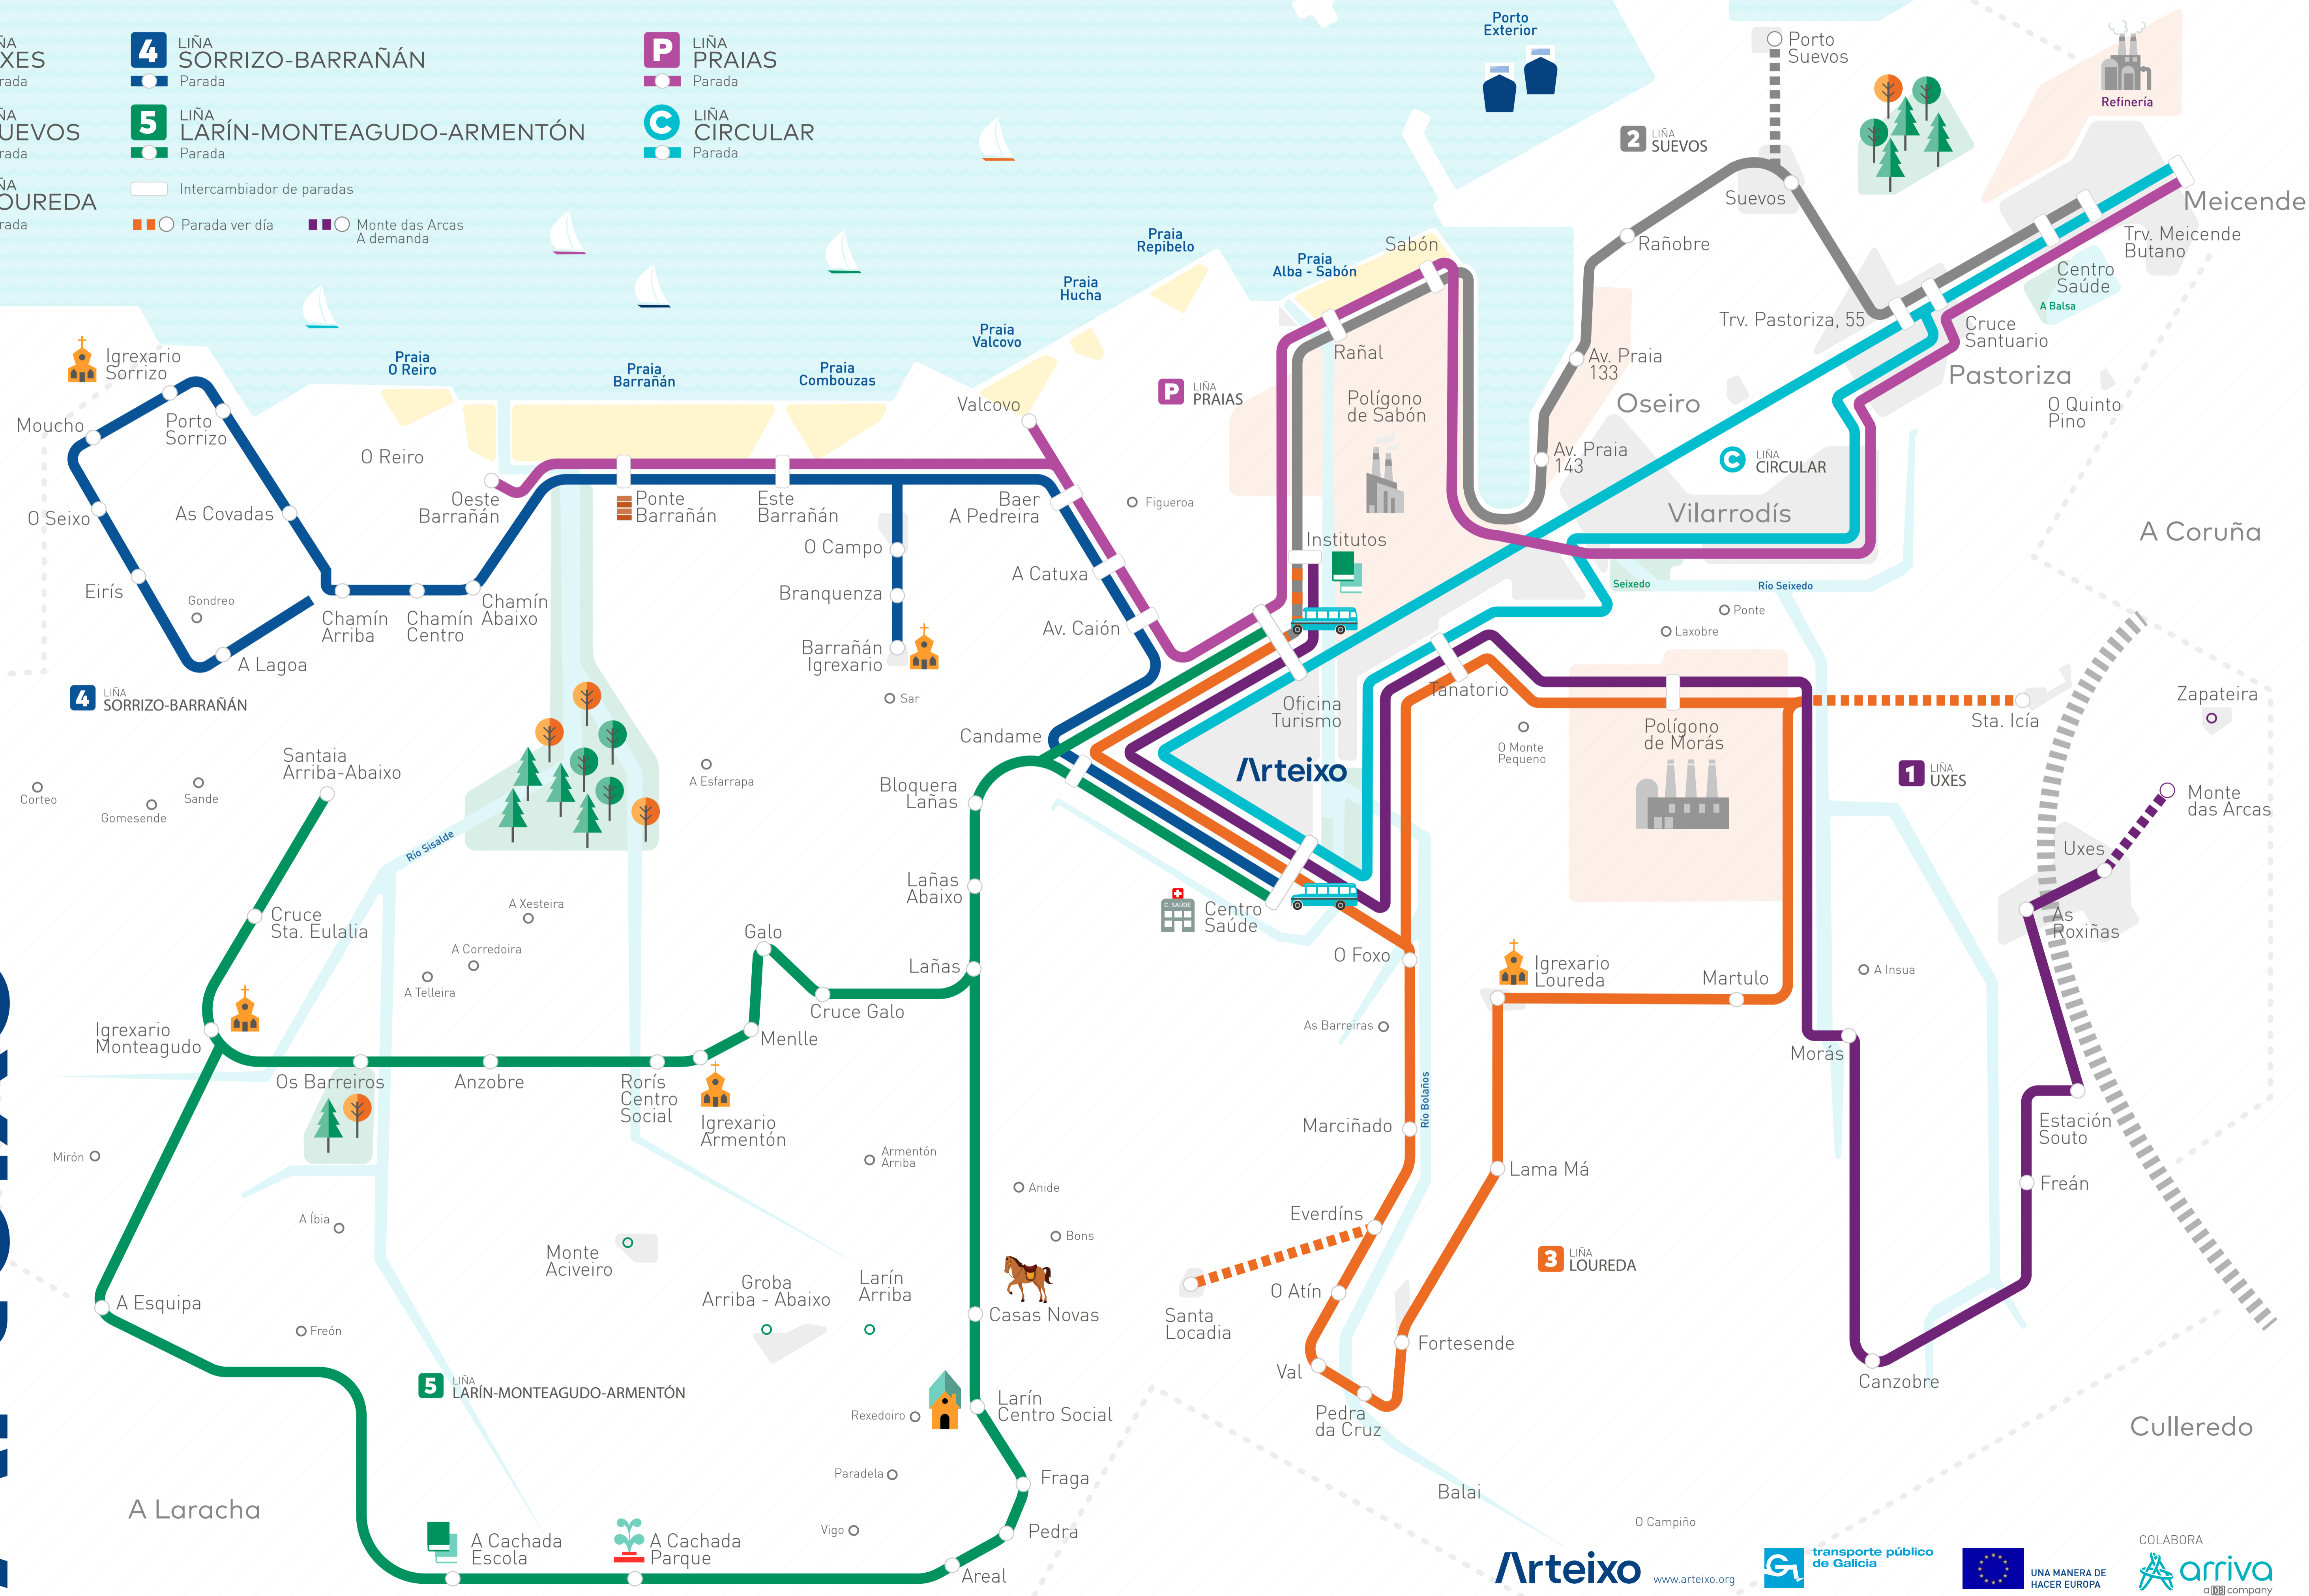 4 LIÑA
SORRIZO-BARRAÑÁN
Parada
5 LIÑA
LARÍN-MONTEAGUDO-ARMENTÓN
Parada
Intercambiador de paradas
Parada ver día
Monte das Arcas
A demanda
P LIÑA
PRAIAS
Parada
C LIÑA
CIRCULAR
Parada
Porto
Exterior
Porto
Suevos
Refinería
2 LIÑA
SUEVOS
Suevos
Rañobre
Meicende
Trv. Meicende
Butano
Centro
Saúde
A Balsa
Trv. Pastoriza, 55
Cruce
Santuario
Pastoriza
O Quinto
Pino
A Coruña
Av. Praia
133
Oseiro
Av. Praia
143
C LIÑA
CIRCULAR
Vilarrodís
Seixedo
Río Seixedo
Ponte
Laxobre
Praia
Repibelo
Praia
Alba - Sabón
Sabón
Praia
Hucha
Praia
Valcovo
Rañal
Polígono
de Sabón
P LIÑA
PRAIAS
Valcovo
Praia
O Reiro
Praia
Barrañán
Praia
Combouzas
Igrexario
Sorrizo
Moucho
Porto
Sorrizo
O Reiro
O Seixo
As Covadas
Oeste
Barrañán
Ponte
Barrañán
Este
Barrañán
Baer
A Pedreira
Figueroa
Institutos
O Campo
A Catuxa
Branquenza
Av. Caión
Barrañán
Igrexario
Sar
Eirís
Gondreo
Chamín
Arriba
Chamín
Centro
Chamín
Abaixo
A Lagoa
4 LIÑA
SORRIZO-BARRAÑÁN
Candame
Oficina
Turismo
Arteixo
Tanatorio
O Monte
Pequeno
Polígono
de Morás
Sta. Icía
Zapateira
1 LIÑA
UXES
Monte
das Arcas
Uxes
As
Roxiñas
Santaia
Arriba-Abaixo
Corteo
Gomesende
Sande
A Esfarrapa
Bloquera
Lañas
Río Sisalde
Lañas
Abaixo
A Xesteira
Cruce
Sta. Eulalia
A Corredoira
A Telleira
Galo
Lañas
Cruce Galo
Menlle
C. SAÚDE
Centro
Saúde
O Foxo
Igrexario
Loureda
Martulo
A Insua
As Barreiras
Morás
Igrexario
Monteagudo
Os Barreiros
Anzobre
Rorís
Centro
Social
Igrexario
Armentón
Río Bolaños
Marciñado
Estación
Souto
Freán
Mirón
Armentón
Arriba
Anide
Lama Má
A Íbia
Bons
Everdíns
Monte
Aciveiro
Groba
Arriba - Abaixo
Larín
Arriba
3 LIÑA
LOUREDA
O Atín
A Esquipa
Casas Novas
Santa
Locadia
Freón
Fortesende
Val
Canzobre
5 LIÑA
LARÍN-MONTEAGUDO-ARMENTÓN
Rexedoiro
Larín
Centro Social
Pedra
da Cruz
Culleredo
Paradela
Fraga
Balai
A Laracha
Vigo
Pedra
O Campiño
A Cachada
Escola
A Cachada
Parque
Areal
Arteixo
www.arteixo.org
transporte público
de Galicia
UNA MANERA DE
HACER EUROPA
COLABORA
arriva
a DB company